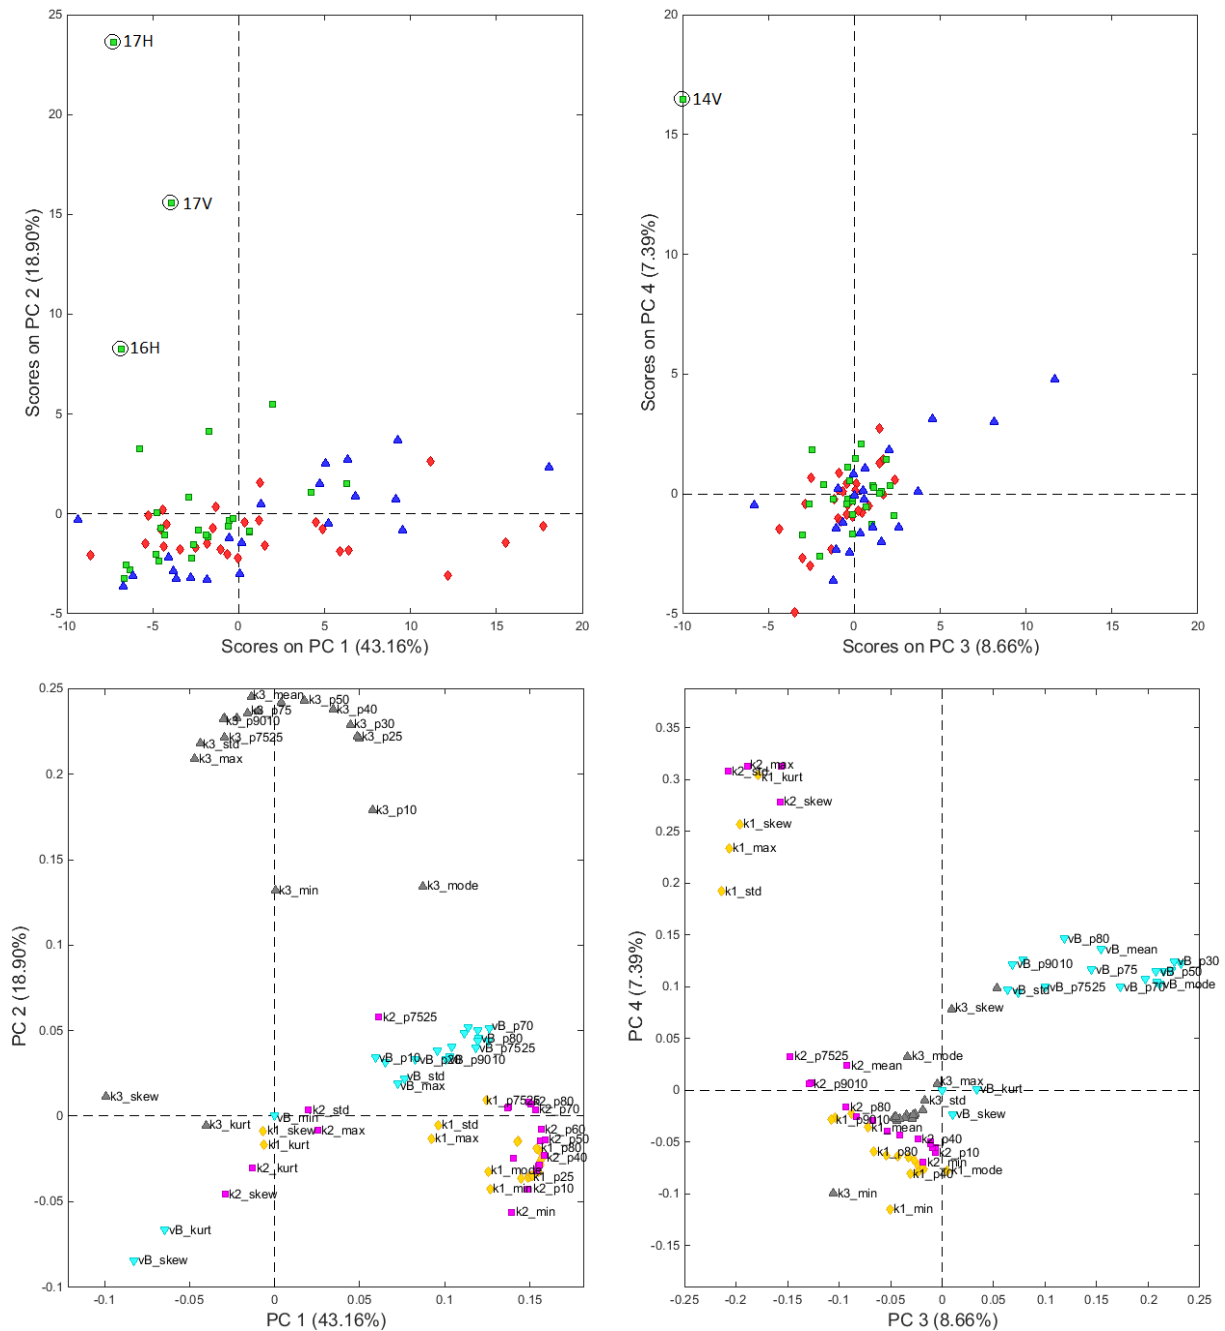 25
20
15
10
5
0
-5
-10
-5
0
5
10
15
20
Scores on PC 1 (43.16%)
Scores on PC 2 (18.90%)
17H
17V
16H
20
15
10
5
0
-5
-10
-5
0
5
10
15
20
Scores on PC 3 (8.66%)
Scores on PC 4 (7.39%)
14V
0.25
0.2
0.15
0.1
0.05
0
-0.05
-0.1
-0.1
-0.05
0
0.05
0.1
0.15
PC 1 (43.16%)
PC 2 (18.90%)
k3_mean
k3_p50
k3_p75
k3_p40
k3_p9010
k3_p30
k3_p7525
k3_p25
k3_std
k3_max
k3_p10
k3_min
k3_mode
k2_p7525
vB_p70
vB_p80
vB_p7525
vB_p10
vB_p9010
vB_std
vB_max
k3_skew
k1_p7525
k2_p80
k2_std
k2_p70
vB_min
k3_kurt
k1_std
k1_skew
k2_max
k2_p60
k1_max
k2_p50
k1_kurt
k1_p80
k2_p40
k2_kurt
k1_mode
k1_p25
k2_skew
k1_min
k2_p10
k2_min
vB_kurt
vB_skew
0.35
0.3
0.25
0.2
0.15
0.1
0.05
0
-0.05
-0.1
-0.15
-0.25
-0.2
-0.15
-0.1
-0.05
0
0.05
0.1
0.15
0.2
0.25
PC 3 (8.66%)
PC 4 (7.39%)
k2_max
k2_std
k1_kurt
k2_skew
k1_skew
k1_max
k1_std
vB_p80
vB_mean
vB_p9010
vB_p30
vB_p75
vB_p50
vB_std
vB_p7525
vB_p70
vB_mode
k3_skew
k2_p7525
k3_mode
k2_mean
k2_p9010
k3_max
vB_kurt
k3_std
k2_p80
vB_skew
k1_p9010
k1_mean
k2_p40
k1_p80
k2_p10
k2_min
k1_p40
k1_mode
k3_min
k1_min